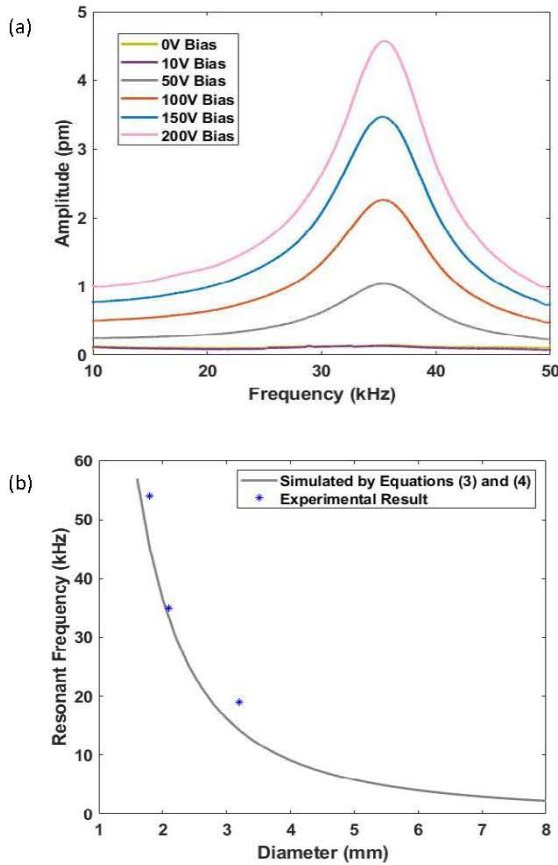 (a)
5
4
3
2
1
0
Amplitude (pm)
0V Bias
10V Bias
50V Bias
100V Bias
150V Bias
200V Bias
10 20 30 40 50
Frequency (kHz)
(b)
60
50
40
30
20
10
0
Resonant Frequency (kHz)
Simulated by Equations (3) and (4)
Experimental Result
1 2 3 4 5 6 7 8
Diameter (mm)